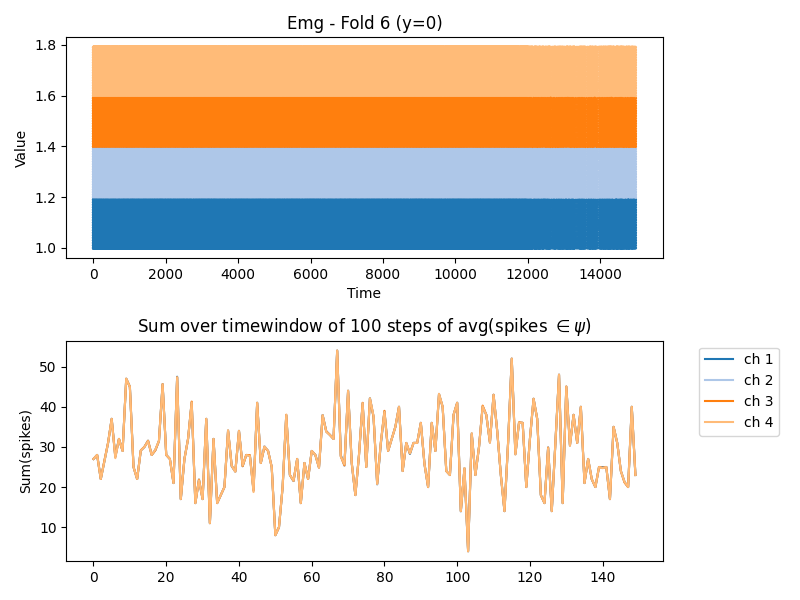 Emg - Fold 6 (y=0)
Value
1.8
1.6
1.4
1.2
1.0
0 2000 4000 6000 8000 10000 12000 14000
Time
Sum over timewindow of 100 steps of avg(spikes ∈ ψ)
Sum(spikes)
50
40
30
20
10
0 20 40 60 80 100 120 140
ch 1
ch 2
ch 3
ch 4